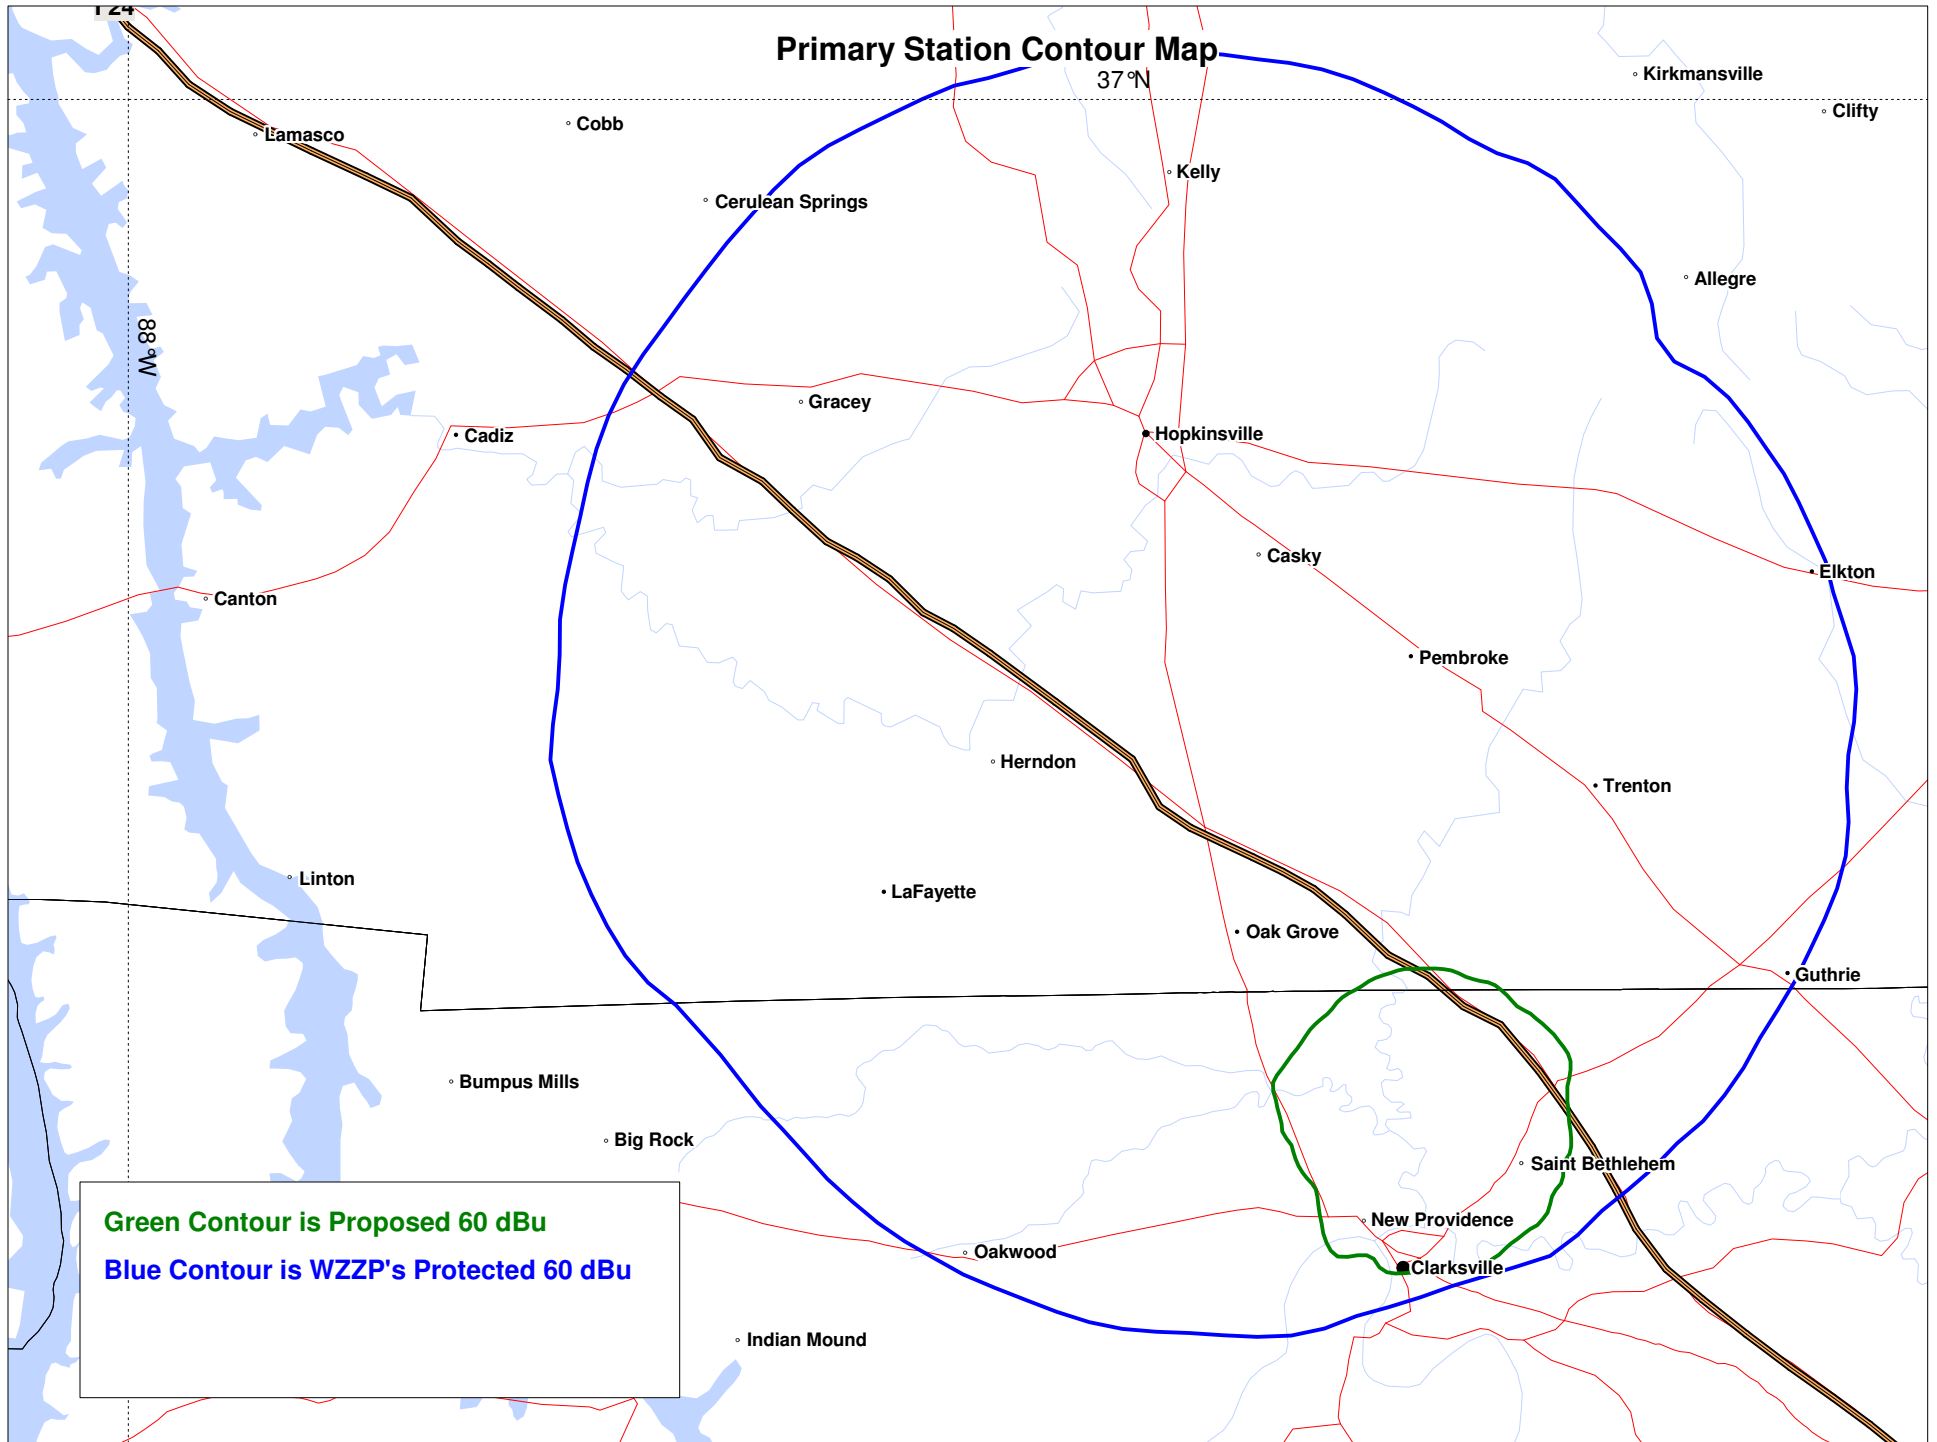 I 24
Primary Station Contour Map
37°N
Kirkmansville
Clifty
Cobb
Lamasco
Kelly
Cerulean Springs
Allegre
88°W
Gracey
Cadiz
Hopkinsville
Casky
Elkton
Canton
Pembroke
Herndon
Trenton
Linton
LaFayette
Oak Grove
Guthrie
Bumpus Mills
Big Rock
Saint Bethlehem
New Providence
Green Contour is Proposed 60 dBu
Oakwood
Blue Contour is WZZP's Protected 60 dBu
Clarksville
Indian Mound